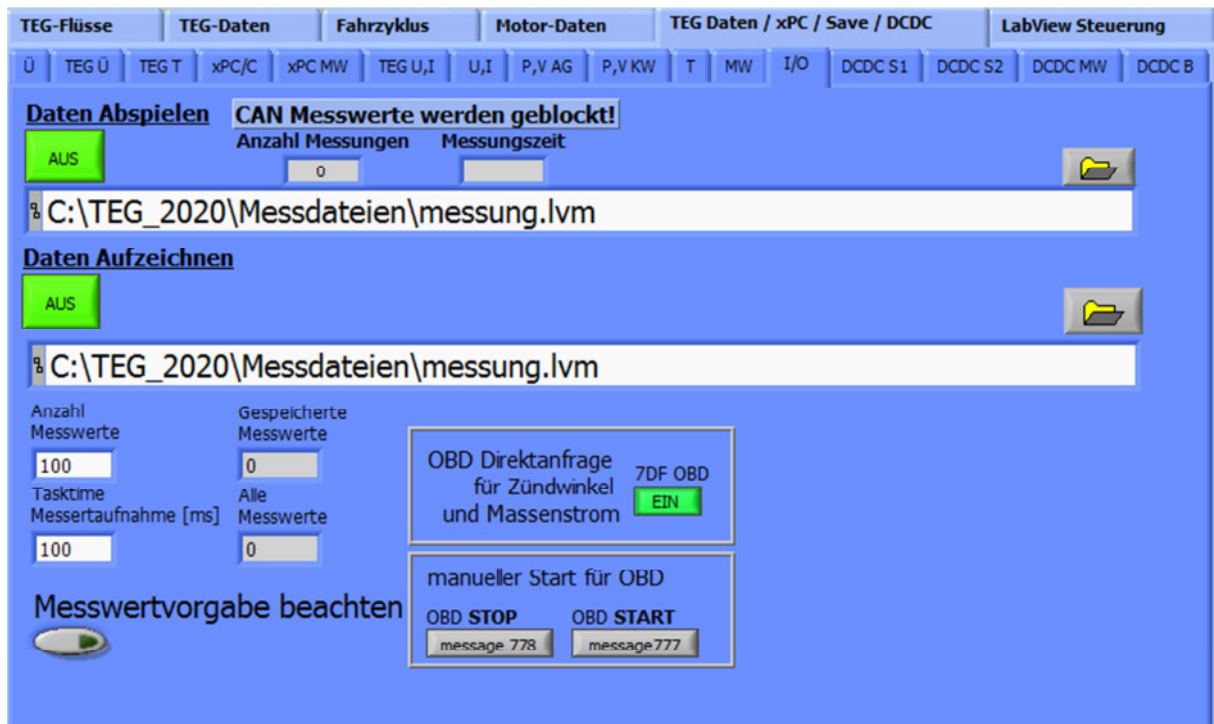 TEG-Flüsse TEG-Daten Fahrzyklus Motor-Daten TEG Daten / xPC / Save / DCDC LabView Steuerung
Ü TEG Ü TEG T xPC/C xPC MW TEG U,I U,I P,V AG P,V KW T MW I/O DCDC S1 DCDC S2 DCDC MW DCDC B
Daten Abspielen CAN Messwerte werden geblockt!
Anzahl Messungen Messungszeit
AUS
0
C:\TEG_2020\Messdateien\messung.lvm
Daten Aufzeichnen
AUS
C:\TEG_2020\Messdateien\messung.lvm
Anzahl Gespeicherte
Messwerte Messwerte
100 0
Tasktime Alle
Messertaufnahme [ms] Messwerte
100 0
Messwertvorgabe beachten
OBD Direktanfrage
für Zündwinkel
und Massenstrom
7DF OBD
EIN
manueller Start für OBD
OBD STOP OBD START
message 778 message777